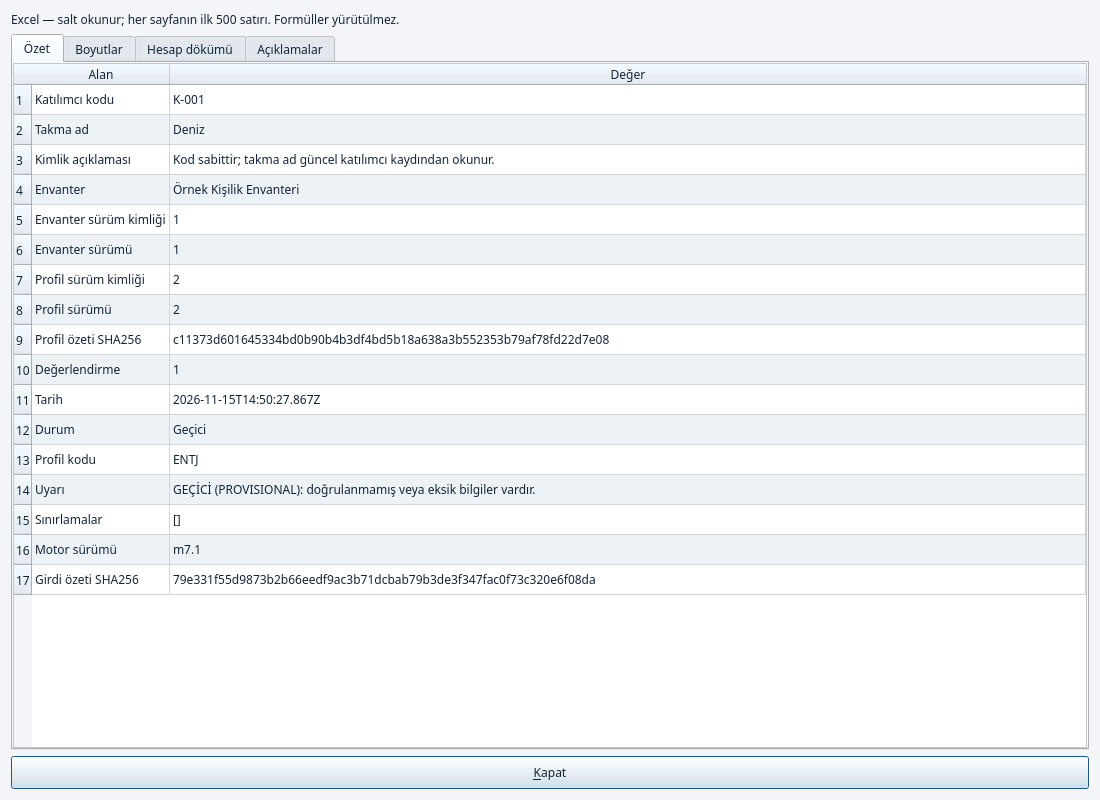 Excel — salt okunur; her sayfanın ilk 500 satırı. Formüller yürütülmez.
Özet Boyutlar Hesap dökümü Açıklamalar
Alan Değer
1 Katılımcı kodu K-001
2 Takma ad Deniz
3 Kimlik açıklaması Kod sabittir; takma ad güncel katılımcı kaydından okunur.
4 Envanter Örnek Kişilik Envanteri
5 Envanter sürüm kimliği 1
6 Envanter sürümü 1
7 Profil sürüm kimliği 2
8 Profil sürümü 2
9 Profil özeti SHA256 c11373d601645334bd0b90b4b3df4bd5b18a638a3b552353b79af78fd22d7e08
10 Değerlendirme 1
11 Tarih 2026-11-15T14:50:27.867Z
12 Durum Geçici
13 Profil kodu ENTJ
14 Uyarı GEÇİCİ (PROVISIONAL): doğrulanmamış veya eksik bilgiler vardır.
15 Sınırlamalar []
16 Motor sürümü m7.1
17 Girdi özeti SHA256 79e331f55d9873b2b66eedf9ac3b71dcbab79b3de3f347fac0f73c320e6f08da
Kapat